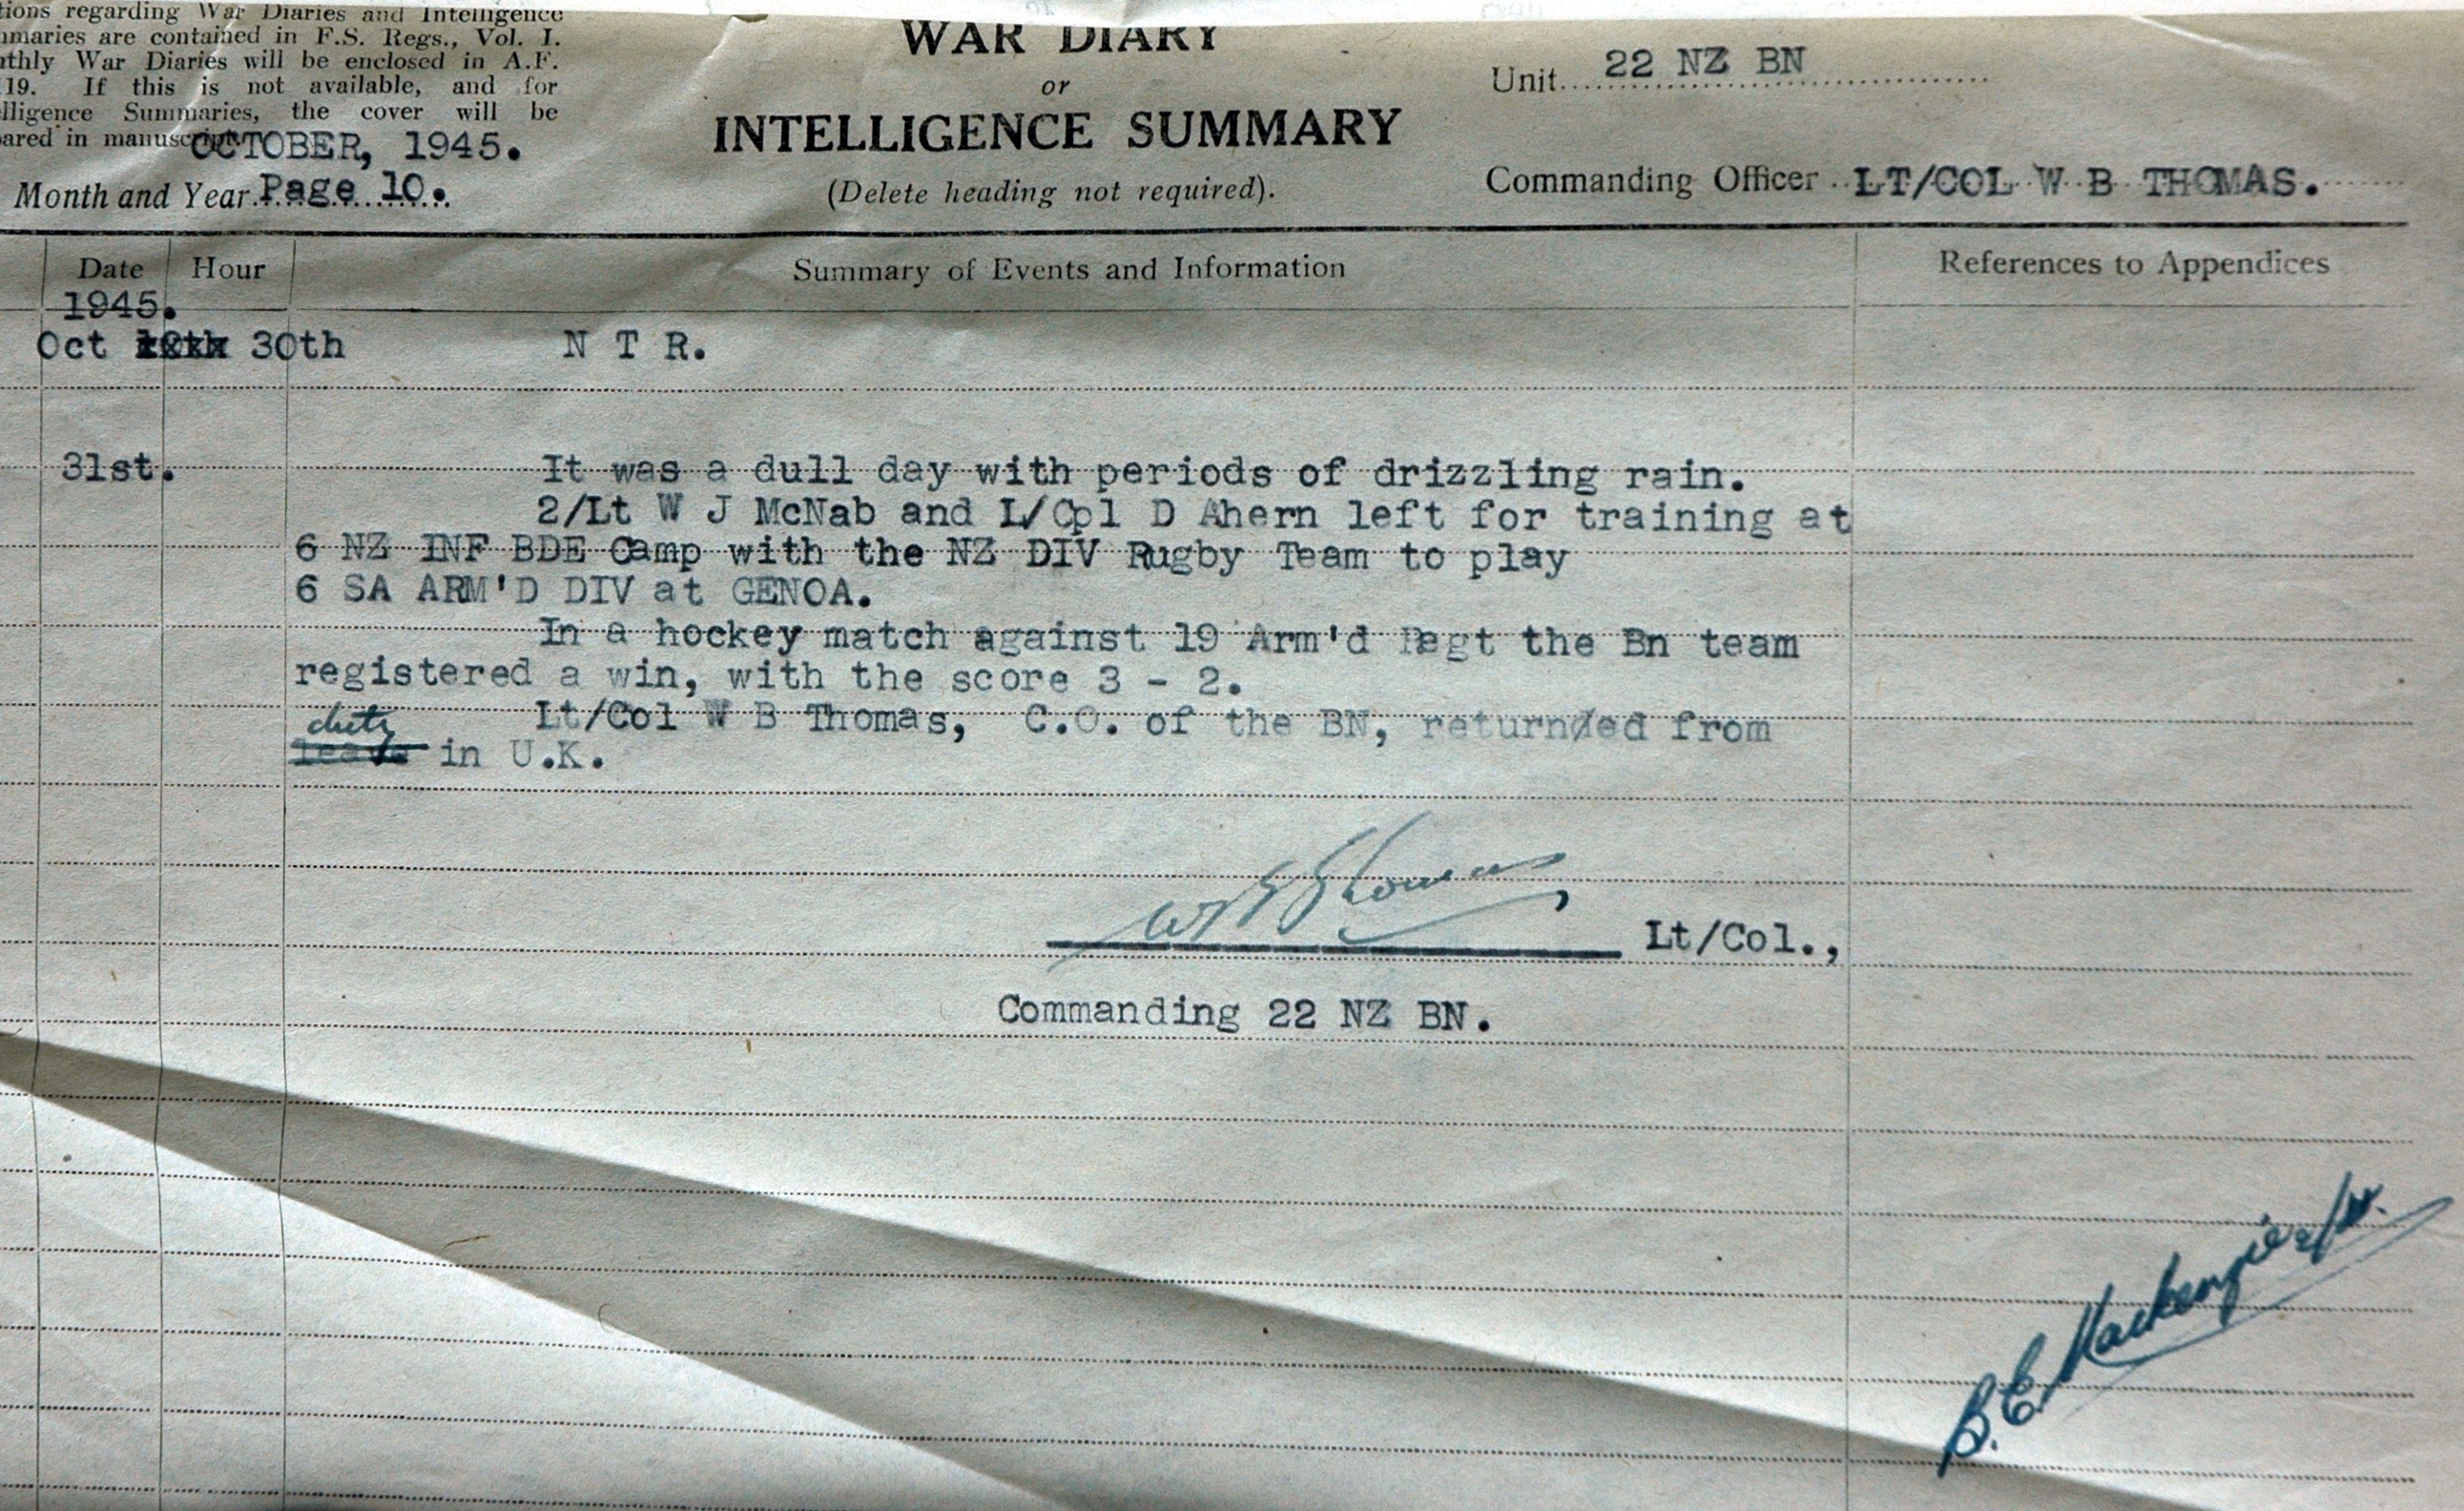 tions regarding War Diaries and Intelligence
mmaries are contained in F.S. Regs., Vol. I.
nthly War Diaries will be enclosed in A.F.
19. If this is not available, and for
lligence Summaries, the cover will be
ared in manuscript.
OCTOBER, 1945.
Month and Year Page 10.
WAR DIARY
or
INTELLIGENCE SUMMARY
(Delete heading not required).
Unit 22 NZ BN
Commanding Officer LT/COL W B THOMAS.
Date Hour Summary of Events and Information References to Appendices
1945.
Oct 30th N T R.
31st. It was a dull day with periods of drizzling rain.
2/Lt W J McNab and L/Cpl D Ahern left for training at
6 NZ INF BDE Camp with the NZ DIV Rugby Team to play
6 SA ARM'D DIV at GENOA.
In a hockey match against 19 Arm'd Regt the Bn team
registered a win, with the score 3 - 2.
Lt/Col W B Thomas, C.O. of the BN, returned from
duty
leave in U.K.
W B Thomas
Lt/Col.,
Commanding 22 NZ BN.
B. E. Mackenzie 2/Lt.